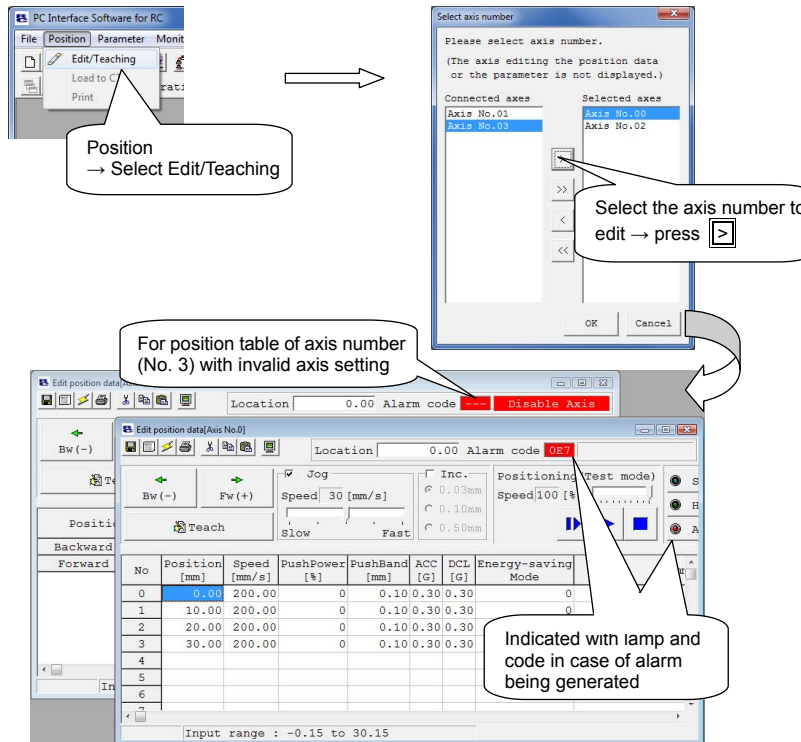 PC Interface Software for RC
File Position Parameter Monit
Edit/Teaching
Load to C
Print
Position
→ Select Edit/Teaching
Select axis number
Please select axis number.
(The axis editing the position data
or the parameter is not displayed.)
Connected axes Selected axes
Axis No.01 Axis No.00
Axis No.03 Axis No.02
>
>>
<
<<
Select the axis number to
edit → press >
OK Cancel
For position table of axis number
(No. 3) with invalid axis setting
Edit position data[Ax
Location 0.00 Alarm code --- Disable Axis
Bw(-)
Te
Positi
Backward
Forward
In
Edit position data[Axis No.0]
Location 0.00 Alarm code 0E7
Bw(-) Fw(+)
Teach
Jog
Speed 30 [mm/s]
Slow Fast
Inc.
0.03mm
0.10mm
0.50mm
Positioning(Test mode)
Speed 100 [%
S
H
A
No Position [mm] Speed [mm/s] PushPower [%] PushBand [mm] ACC [G] DCL [G] Energy-saving Mode
0 0.00 200.00 0 0.10 0.30 0.30 0
1 10.00 200.00 0 0.10 0.30 0.30 0
2 20.00 200.00 0 0.10 0.30 0.30
3 30.00 200.00 0 0.10 0.30 0.30
4
5
6
7
Indicated with lamp and
code in case of alarm
being generated
Input range : -0.15 to 30.15